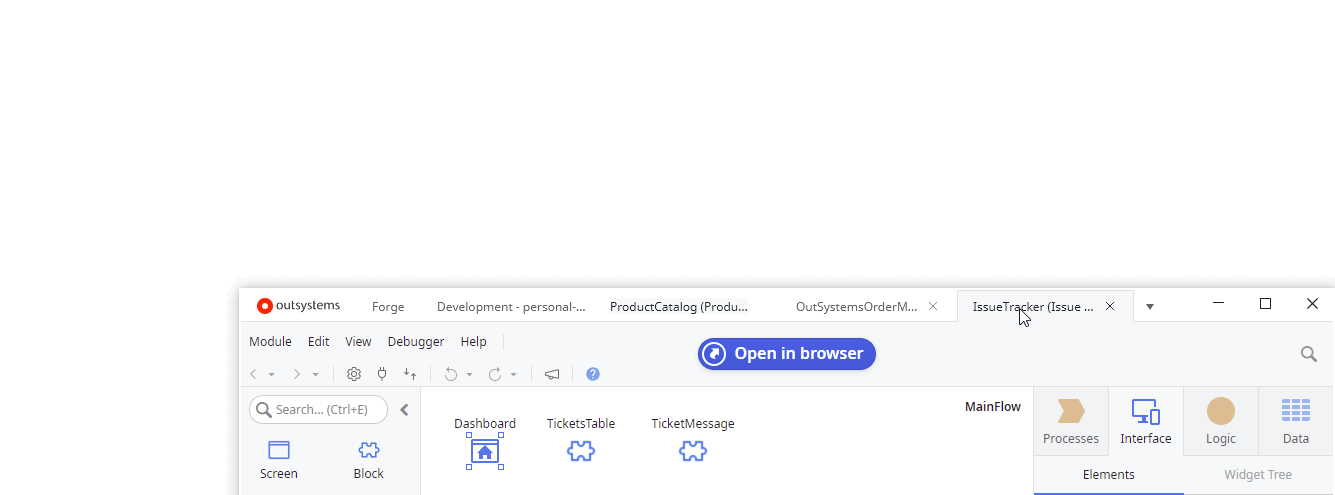 outsystems Forge Development - personal-... ProductCatalog (Produ... OutSystemsOrderM... IssueTracker (Issue ...
Module Edit View Debugger Help
Open in browser
Search... (Ctrl+E)
MainFlow
Dashboard TicketsTable TicketMessage
Processes Interface Logic Data
Screen Block
Elements Widget Tree